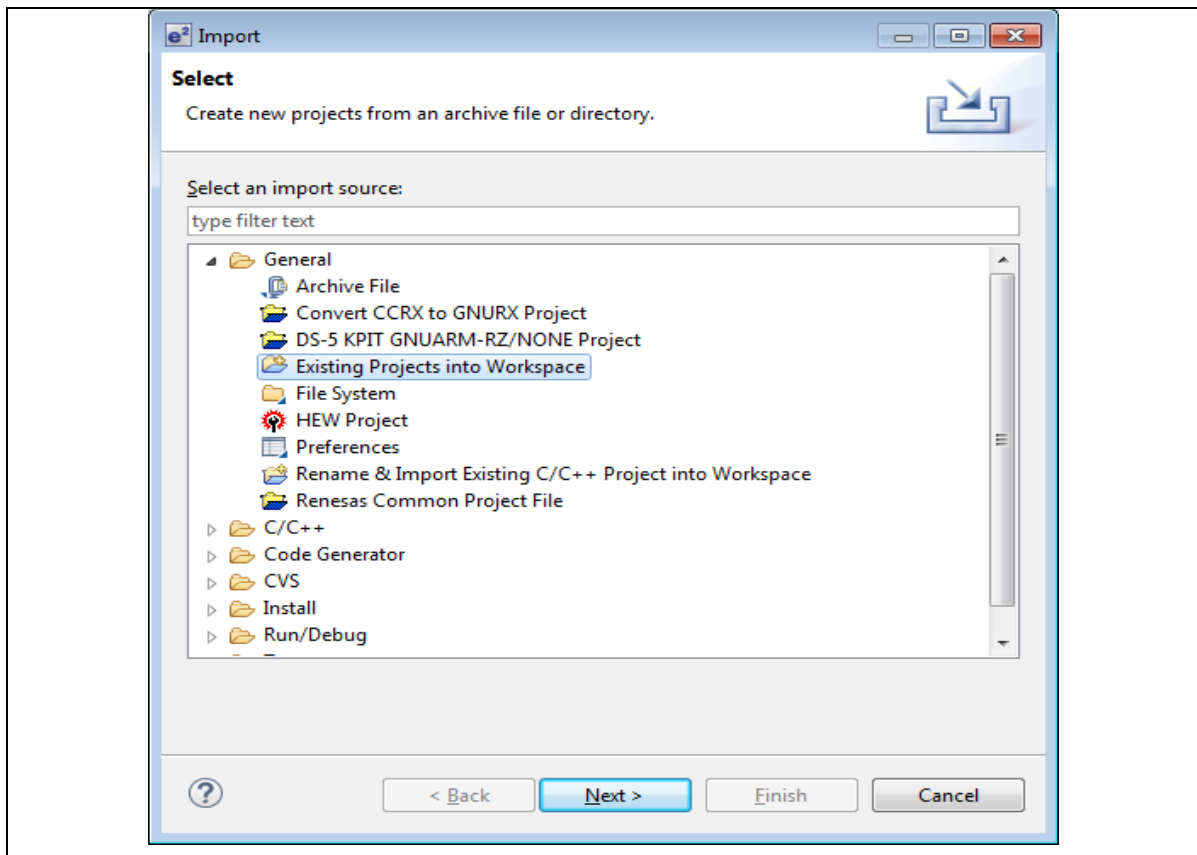 e² Import
Select
Create new projects from an archive file or directory.
Select an import source:
type filter text
General
Archive File
Convert CCRX to GNURX Project
DS-5 KPIT GNUARM-RZ/NONE Project
Existing Projects into Workspace
File System
HEW Project
Preferences
Rename & Import Existing C/C++ Project into Workspace
Renesas Common Project File
C/C++
Code Generator
CVS
Install
Run/Debug
? < Back Next > Finish Cancel